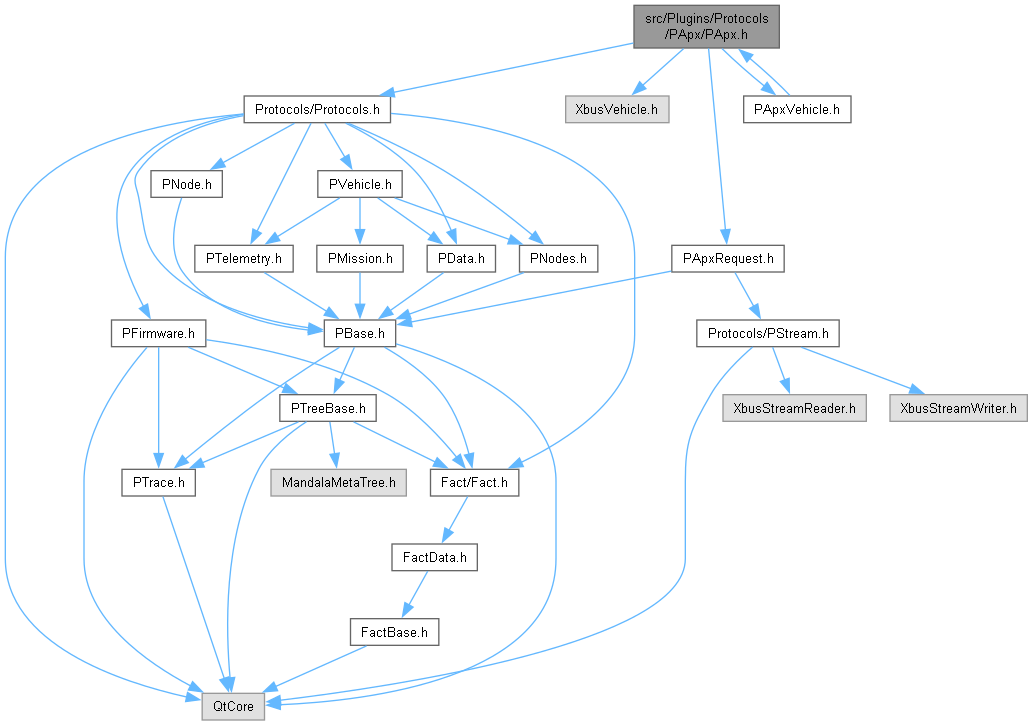 src/Plugins/Protocols
/PApx/PApx.h
Protocols/Protocols.h
XbusVehicle.h
PApxVehicle.h
PNode.h
PVehicle.h
PTelemetry.h
PMission.h
PData.h
PNodes.h
PApxRequest.h
PFirmware.h
PBase.h
Protocols/PStream.h
PTreeBase.h
XbusStreamReader.h
XbusStreamWriter.h
PTrace.h
MandalaMetaTree.h
Fact/Fact.h
FactData.h
FactBase.h
QtCore